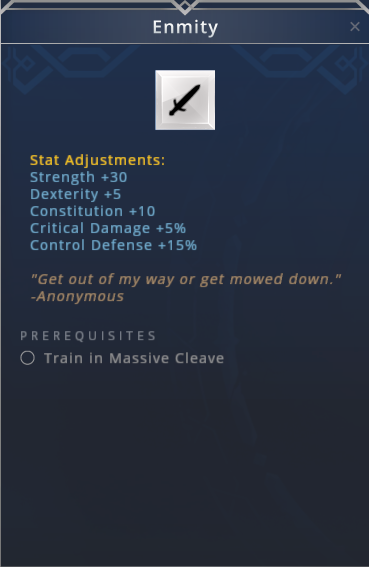 Enmity
×
Stat Adjustments:
Strength +30
Dexterity +5
Constitution +10
Critical Damage +5%
Control Defense +15%
"Get out of my way or get mowed down."
-Anonymous
PREREQUISITES
Train in Massive Cleave